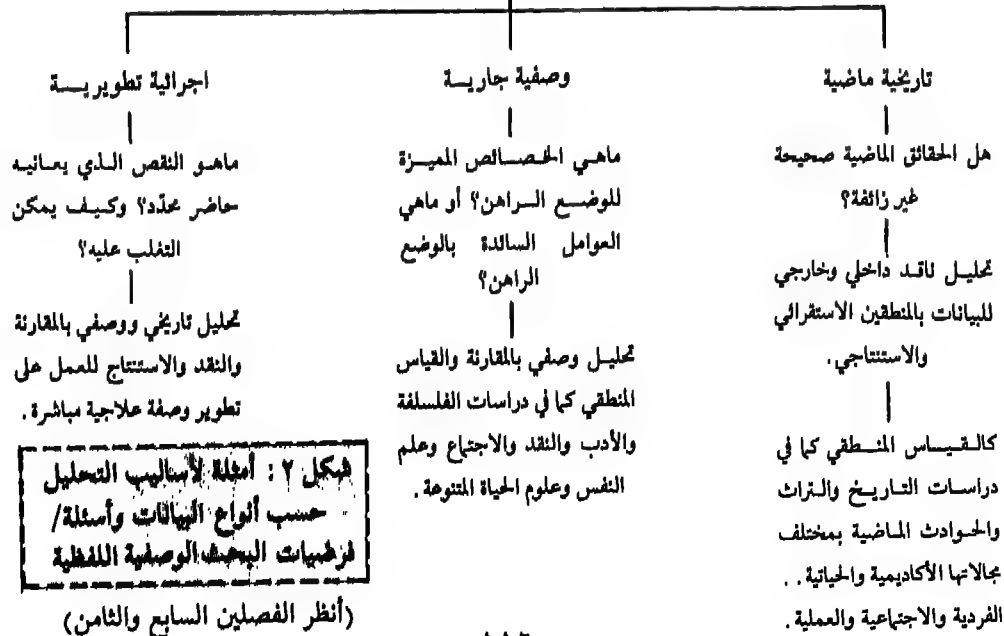 تاريخية ماضية
هل الحقائق الماضية صحيحة
غير زائفة؟
تحليل ناقد داخلي وخارجي
للبيانات بالمنطقين الاستقرائي
والاستنتاجي.
كالقياس المنطقي كما في
دراسات التاريخ والتراث
والحوادث الماضية بمختلف
مجالاتها الأكاديمية والحياتية . .
الفردية والاجتماعية والعملية .
وصفية جارية
ماهي الخصائص المميزة
للوضع الراهن؟ أو ماهي
العوامل السائدة بالوضع
الراهن؟
تحليل وصفي بالمقارنة والقياس
المنطقي كما في دراسات الفلسلفة
والأدب والنقد والاجتماع وعلم
النفس وعلوم الحياة المتنوعة .
اجرائية تطويرية
ماهو النقص الذي يعانيه
حاضر محدّد؟ وكيف يمكن
التغلب عليه؟
تحليل تاريخي ووصفي بالمقارنة
والنقد والاستنتاج للعمل على
تطوير وصفة علاجية مباشرة .
شكل ٢ : أمثلة لأساليب التحليل
حسب أنواع البيانات وأسئلة/
فرضيات البحث الوصفية اللفظية
(أنظر الفصلين السابع والثامن)